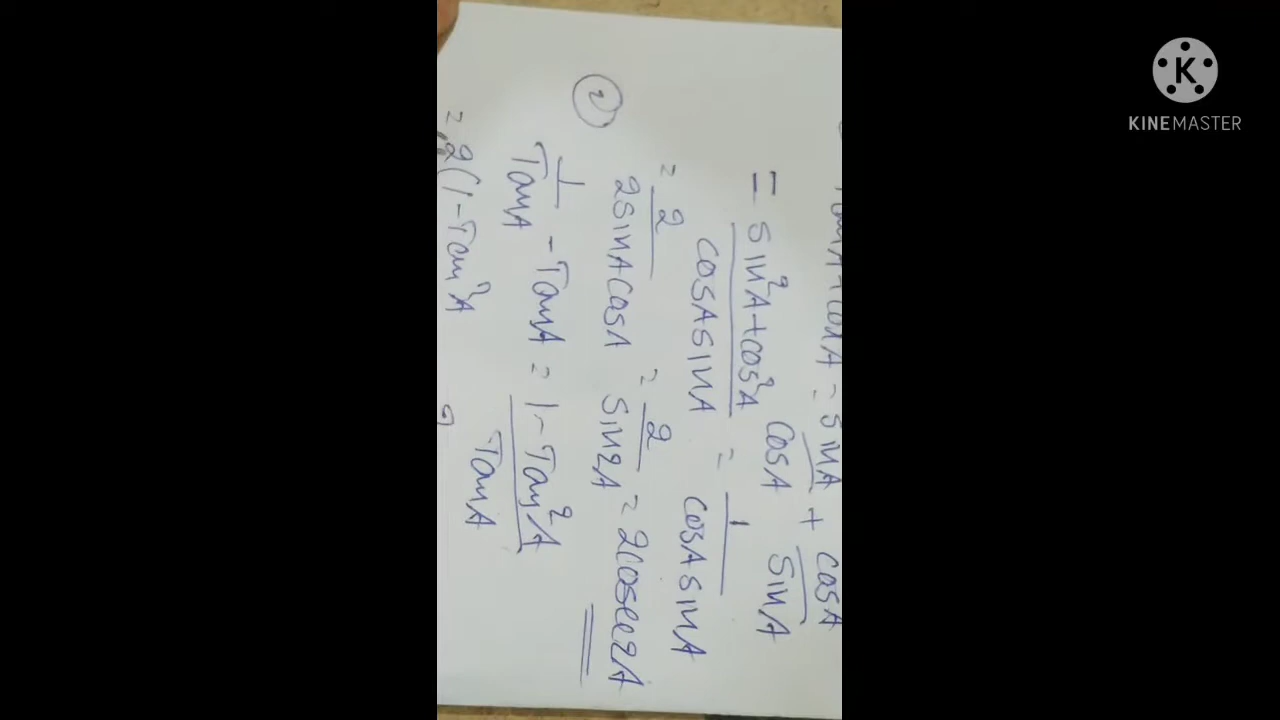 TanA + CotA = SinA/CosA + CosA/SinA
= Sin²A + Cos²A/CosA SinA = 1/CosA SinA
= 2/2SinA CosA = 2/Sin2A = 2Cosec2A
②
1/TanA - TanA = 1 - Tan²A/TanA
= 2(1 - Tan²A
KINEMASTER